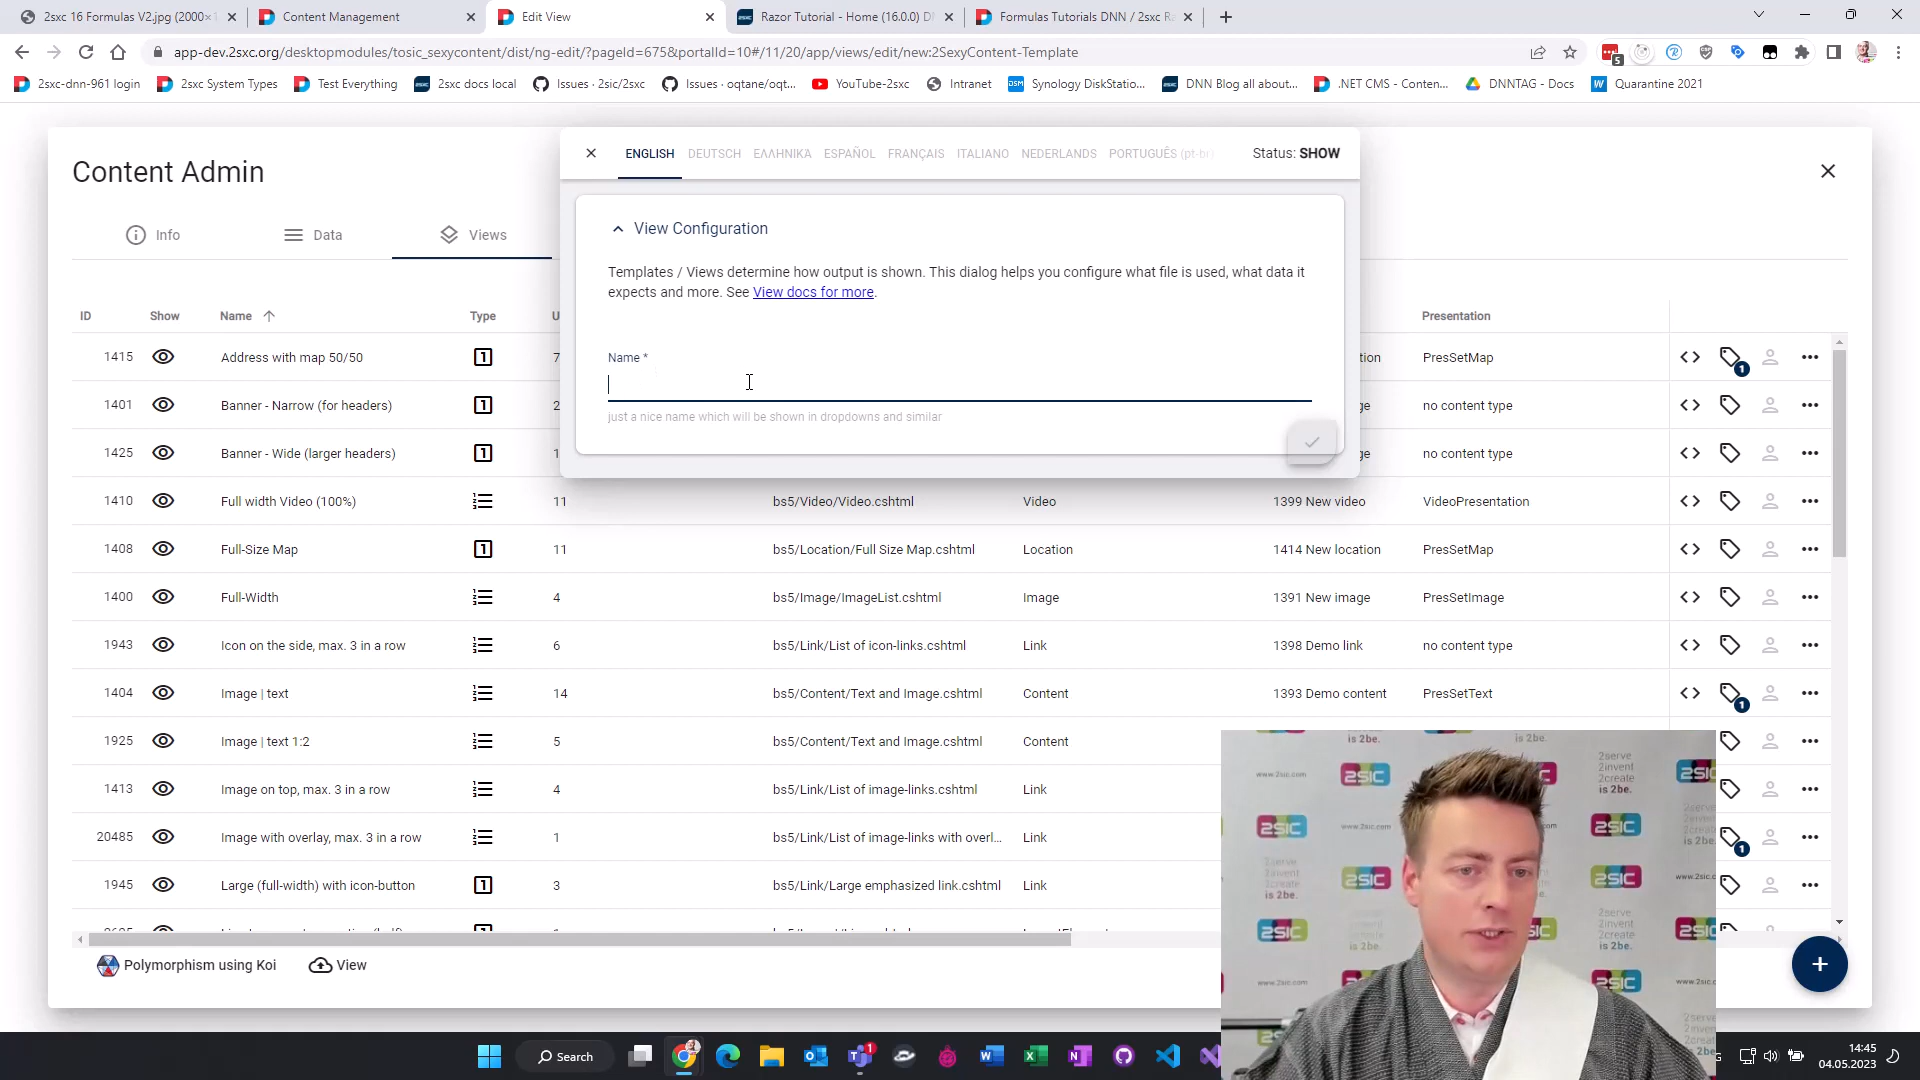 2sxc 16 Formulas V2.jpg (2000×1
Content Management
Edit View
Razor Tutorial - Home (16.0.0) D
Formulas Tutorials DNN / 2sxc R
app-dev.2sxc.org/desktopmodules/tosic_sexycontent/dist/ng-edit/?pageId=675&portalId=10#/11/20/app/views/edit/new:2SexyContent-Template
5
2sxc-dnn-961 login
2sxc System Types
Test Everything
2sxc docs local
Issues · 2sic/2sxc
Issues · oqtane/oqt...
YouTube-2sxc
Intranet
Synology DiskStatio...
DNN Blog all about...
.NET CMS - Conten...
DNNTAG - Docs
Quarantine 2021
Content Admin
Info
Data
Views
ENGLISH DEUTSCH ΕΛΛΗΝΙΚΆ ESPAÑOL FRANÇAIS ITALIANO NEDERLANDS PORTUGUÊS (pt-br)
Status: SHOW
View Configuration
Templates / Views determine how output is shown. This dialog helps you configure what file is used, what data it
expects and more. See View docs for more.
Name *
just a nice name which will be shown in dropdowns and similar
ID Show Name Type U Presentation
1415 Address with map 50/50 1 7 tion PresSetMap 1
1401 Banner - Narrow (for headers) 1 2 ge no content type
1425 Banner - Wide (larger headers) 1 1 ge no content type
1410 Full width Video (100%) 11 bs5/Video/Video.cshtml Video 1399 New video VideoPresentation
1408 Full-Size Map 1 11 bs5/Location/Full Size Map.cshtml Location 1414 New location PresSetMap
1400 Full-Width 4 bs5/Image/ImageList.cshtml Image 1391 New image PresSetImage
1943 Icon on the side, max. 3 in a row 6 bs5/Link/List of icon-links.cshtml Link 1398 Demo link no content type
1404 Image | text 14 bs5/Content/Text and Image.cshtml Content 1393 Demo content PresSetText 1
1925 Image | text 1:2 5 bs5/Content/Text and Image.cshtml Content
1413 Image on top, max. 3 in a row 4 bs5/Link/List of image-links.cshtml Link
20485 Image with overlay, max. 3 in a row 1 bs5/Link/List of image-links with overl... Link 1
1945 Large (full-width) with icon-button 1 3 bs5/Link/Large emphasized link.cshtml Link
Polymorphism using Koi
View
is 2be.
www.2sic.com
2SIC
2serve
2invent
2create
is 2be.
Search
1
14:45
04.05.2023